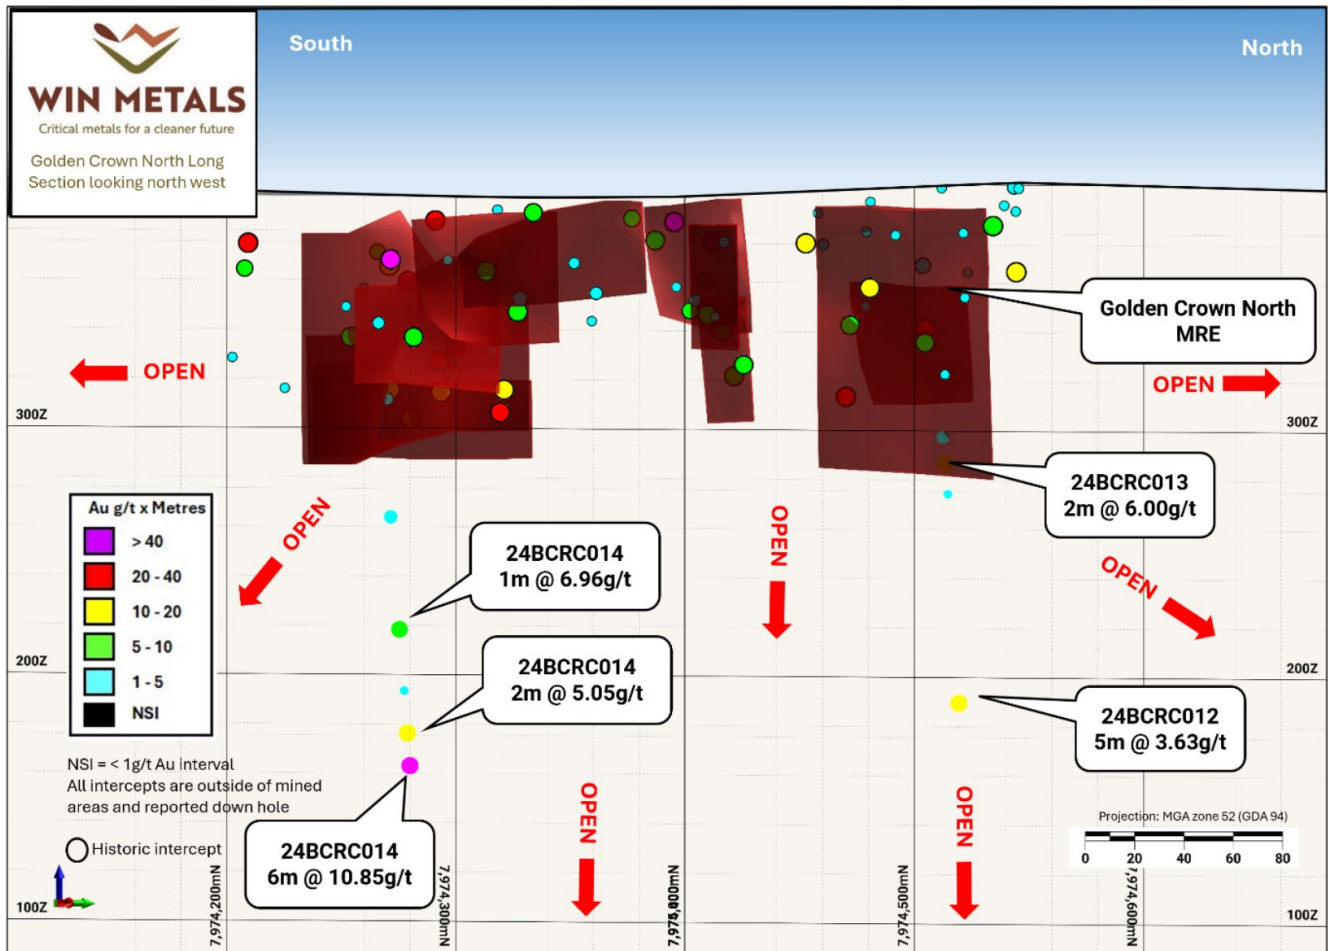 South
North
WIN METALS
Critical metals for a cleaner future
Golden Crown North Long
Section looking north west
Golden Crown North
MRE
OPEN
OPEN
300Z
300Z
24BCRC013
2m @ 6.00g/t
Au g/t x Metres
> 40
20 - 40
10 - 20
5 - 10
1 - 5
NSI
OPEN
OPEN
OPEN
24BCRC014
1m @ 6.96g/t
200Z
200Z
24BCRC014
2m @ 5.05g/t
24BCRC012
5m @ 3.63g/t
NSI = < 1g/t Au interval
All intercepts are outside of mined
areas and reported down hole
Historic intercept
24BCRC014
6m @ 10.85g/t
OPEN
OPEN
Projection: MGA zone 52 (GDA 94)
0 20 40 60 80
7,974,200mN
7,974,300mN
7,974,500mN
7,974,600mN
100Z
100Z